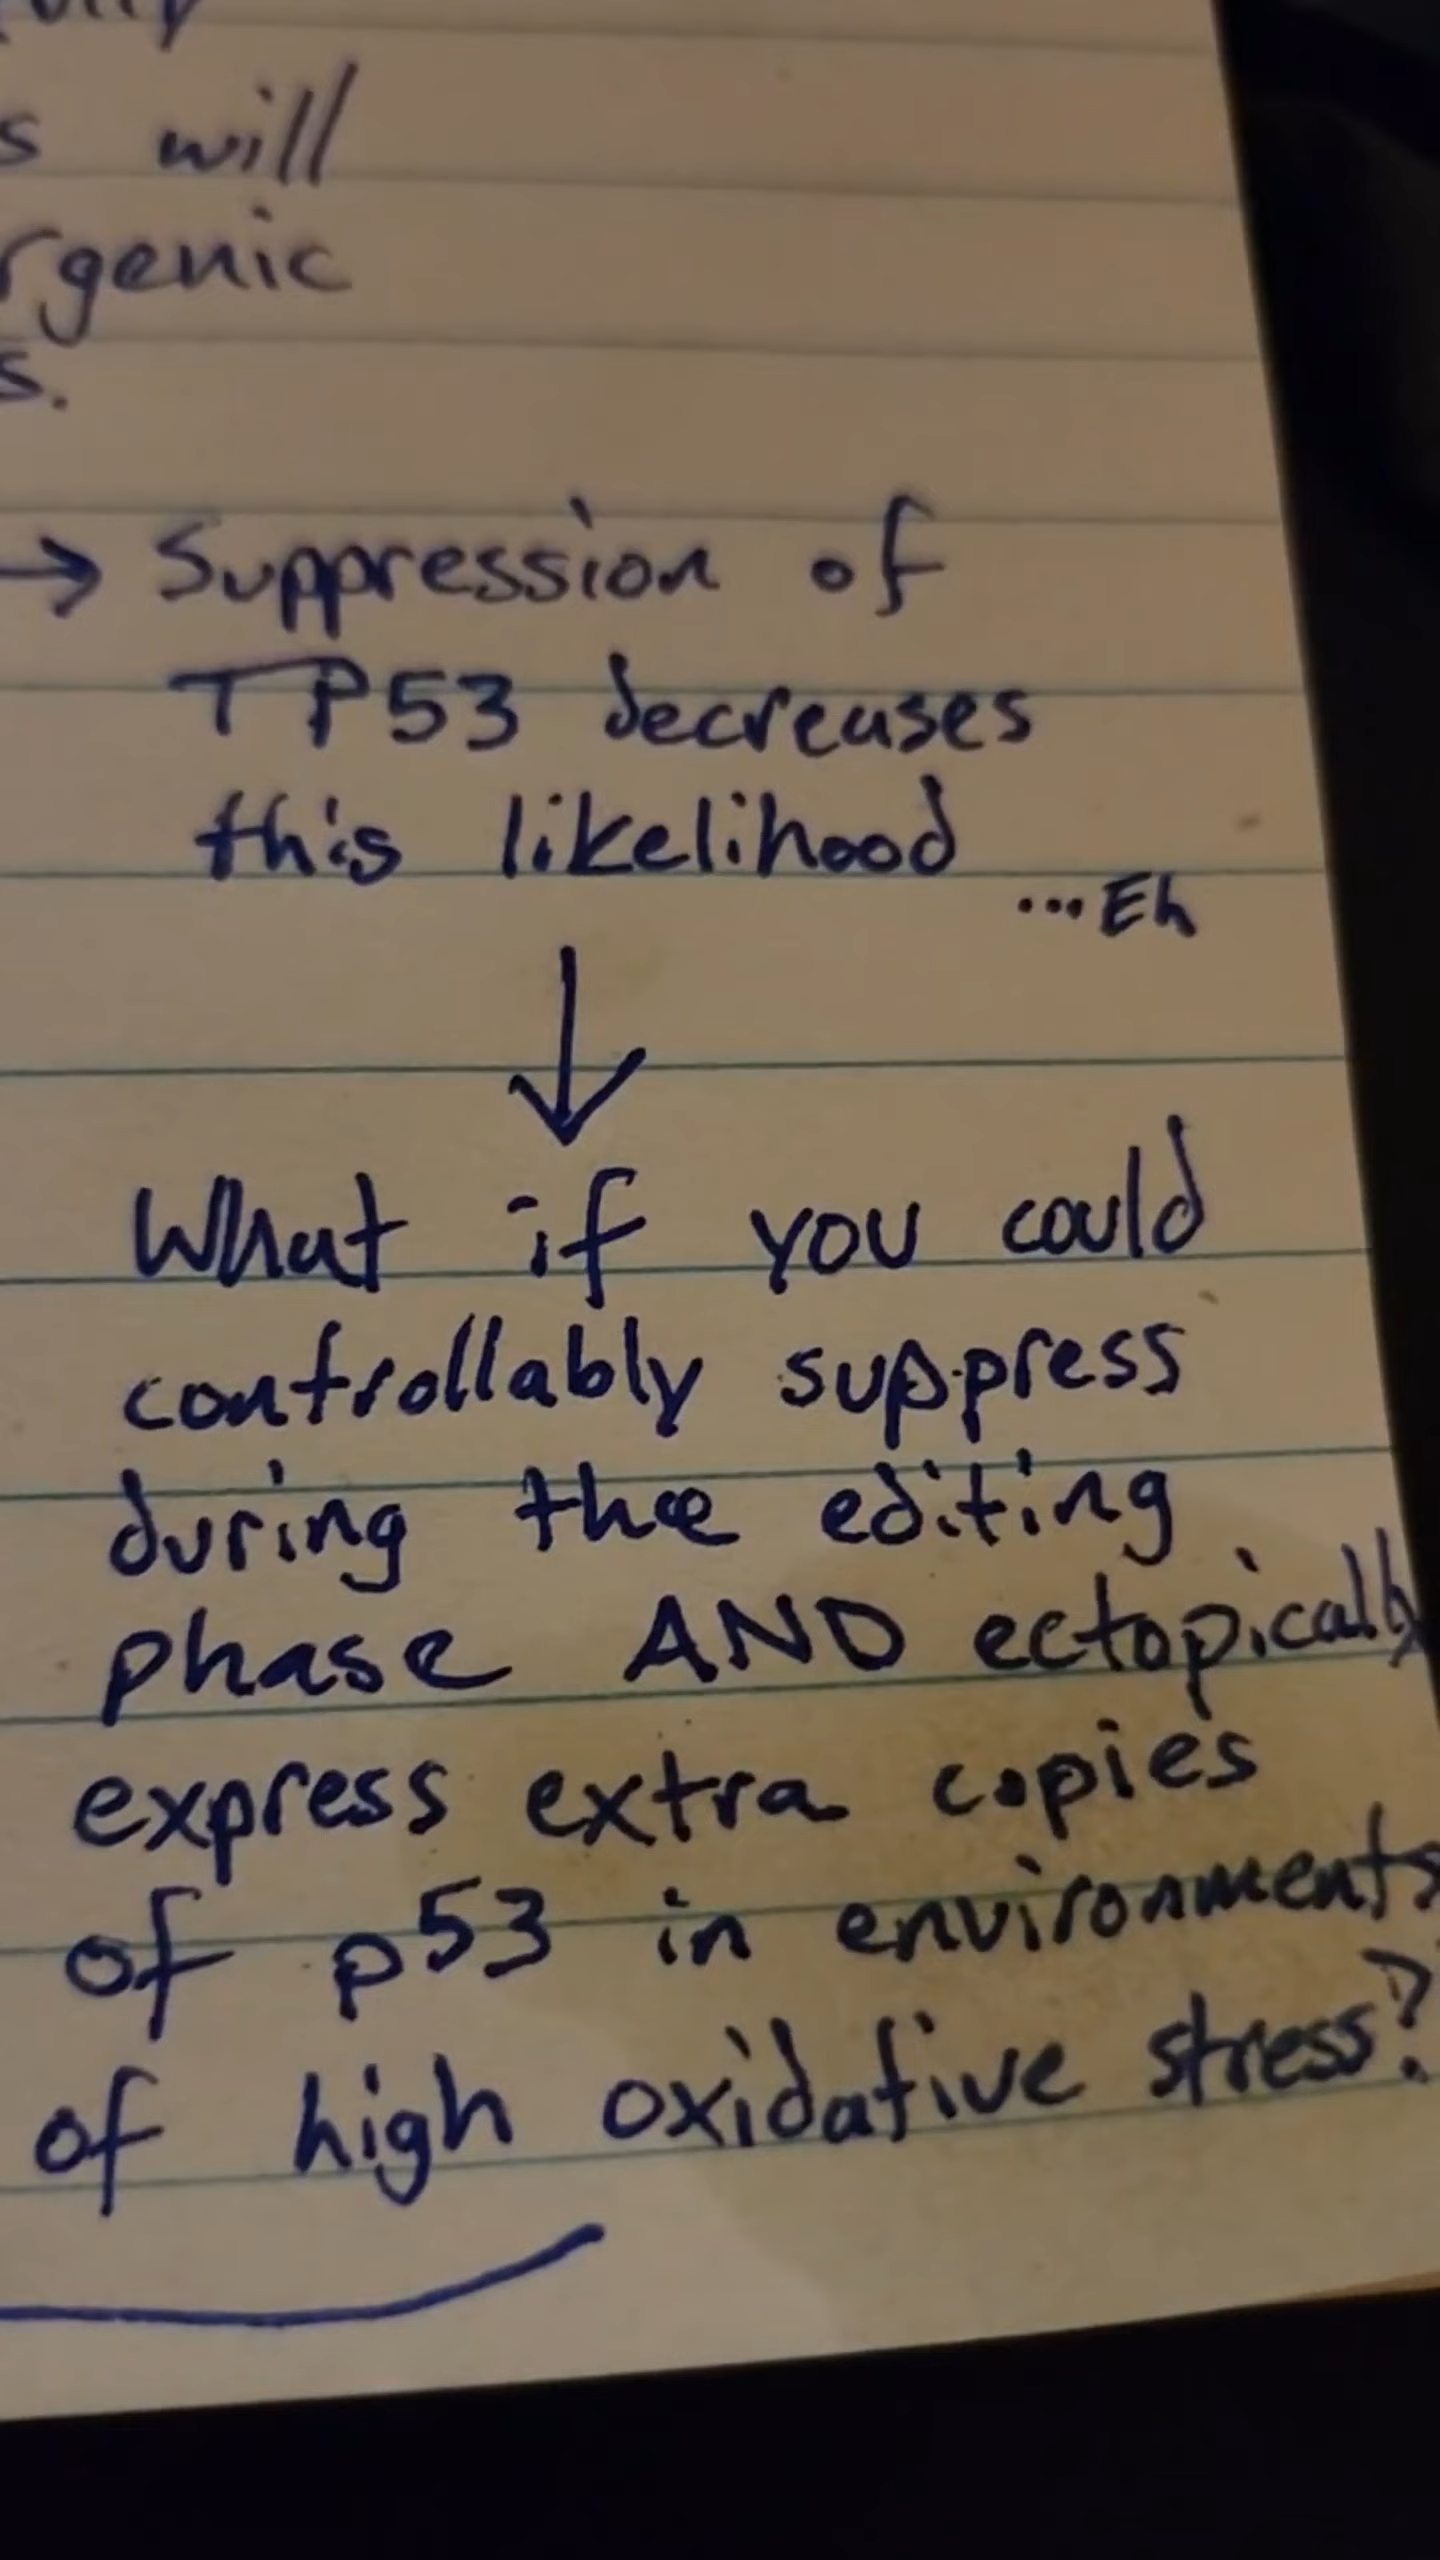 s will
rgenic
s.
→ Suppression of
TP53 decreases
this likelihood
...Eh
↓
What if you could
controllably suppress
during the editing
phase AND ectopically
express extra copies
of p53 in environments
of high oxidative stress?